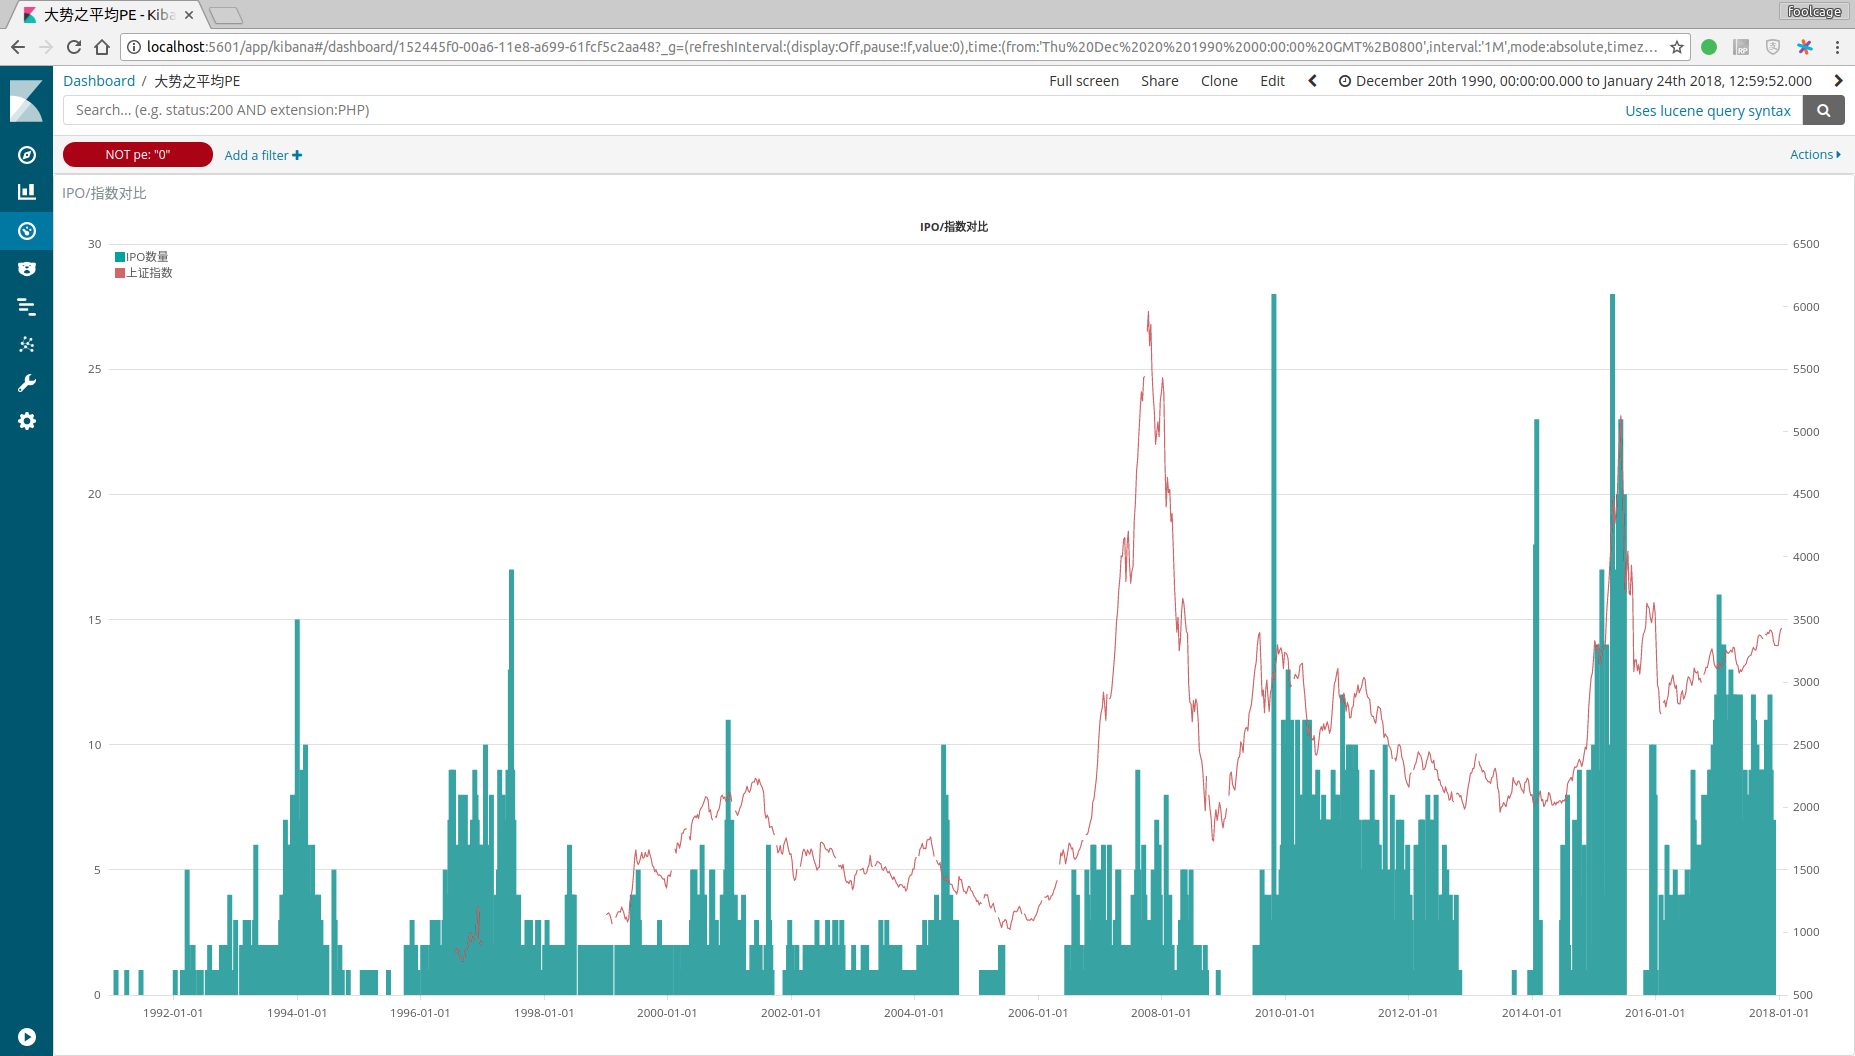 大势之平均PE - Kiba
foolcage
localhost:5601/app/kibana#/dashboard/152445f0-00a6-11e8-a699-61fcf5c2aa48?_g=(refreshInterval:(display:Off,pause:!f,value:0),time:(from:'Thu%20Dec%2020%201990%2000:00:00%20GMT%2B0800',interval:'1M',mode:absolute,timez...
Dashboard / 大势之平均PE
Full screen Share Clone Edit December 20th 1990, 00:00:00.000 to January 24th 2018, 12:59:52.000
Search... (e.g. status:200 AND extension:PHP)
Uses lucene query syntax
NOT pe: "0" Add a filter
Actions
IPO/指数对比
IPO/指数对比
IPO数量
上证指数
30
25
20
15
10
5
0
6500
6000
5500
5000
4500
4000
3500
3000
2500
2000
1500
1000
500
1992-01-01 1994-01-01 1996-01-01 1998-01-01 2000-01-01 2002-01-01 2004-01-01 2006-01-01 2008-01-01 2010-01-01 2012-01-01 2014-01-01 2016-01-01 2018-01-01